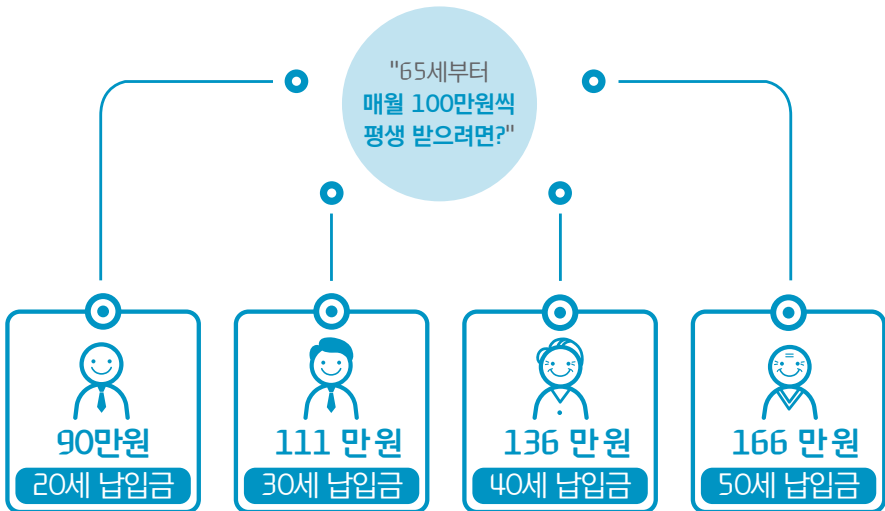 "65세부터
매월 100만원씩
평생 받으려면?"
90만원
20세 납입금
111 만원
30세 납입금
136 만원
40세 납입금
166 만원
50세 납입금